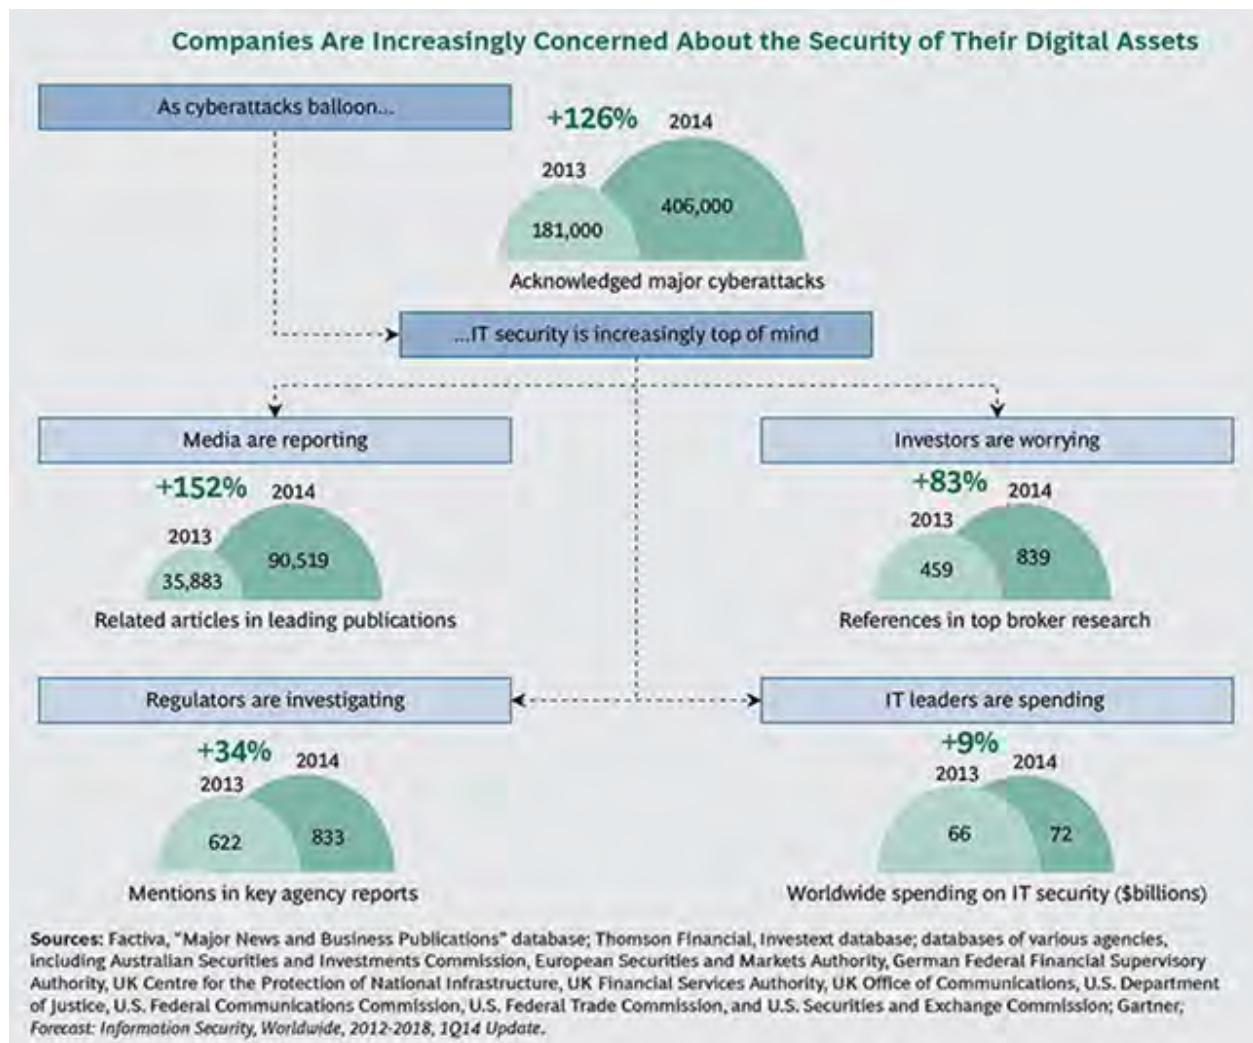 Companies Are Increasingly Concerned About the Security of Their Digital Assets
As cyberattacks balloon...
+126%
2014
2013
406,000
181,000
Acknowledged major cyberattacks
...IT security is increasingly top of mind
Media are reporting
+152%
2014
2013
90,519
35,883
Related articles in leading publications
Investors are worrying
+83%
2014
2013
839
459
References in top broker research
Regulators are investigating
+34%
2014
2013
622
833
Mentions in key agency reports
IT leaders are spending
+9%
2014
2013
66
72
Worldwide spending on IT security ($billions)
Sources: Factiva, "Major News and Business Publications" database; Thomson Financial, Investext database; databases of various agencies,
including Australian Securities and Investments Commission, European Securities and Markets Authority, German Federal Financial Supervisory
Authority, UK Centre for the Protection of National Infrastructure, UK Financial Services Authority, UK Office of Communications, U.S. Department
of Justice, U.S. Federal Communications Commission, U.S. Federal Trade Commission, and U.S. Securities and Exchange Commission; Gartner,
Forecast: Information Security, Worldwide, 2012-2018, 1Q14 Update.